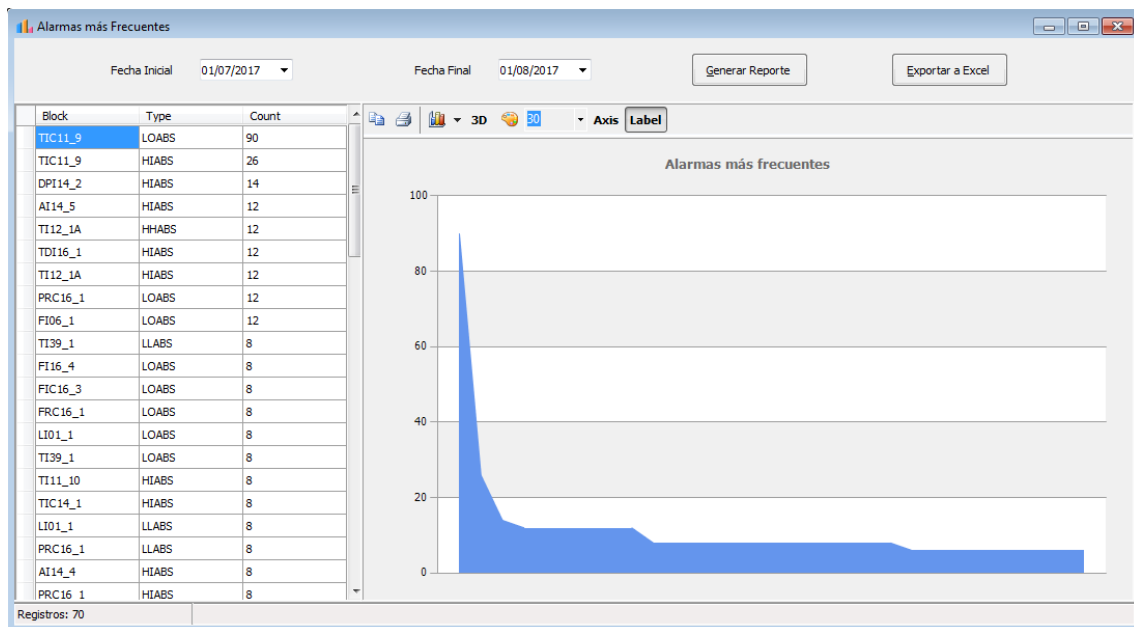 Alarmas más Frecuentes
Fecha Inicial 01/07/2017 Fecha Final 01/08/2017 Generar Reporte Exportar a Excel
Block Type Count
TIC11_9 LOABS 90
TIC11_9 HIABS 26
DPI14_2 HIABS 14
AI14_5 HIABS 12
TI12_1A HHABS 12
TDI16_1 HIABS 12
TI12_1A HIABS 12
PRC16_1 LOABS 12
FI06_1 LOABS 12
TI39_1 LLABS 8
FI16_4 LOABS 8
FIC16_3 LOABS 8
FRC16_1 LOABS 8
LI01_1 LOABS 8
TI39_1 LOABS 8
TI11_10 HIABS 8
TIC14_1 HIABS 8
LI01_1 LLABS 8
PRC16_1 LLABS 8
AI14_4 HIABS 8
PRC16_1 HIABS 8
3D 30 Axis Label
Alarmas más frecuentes
100
80
60
40
20
0
Registros: 70